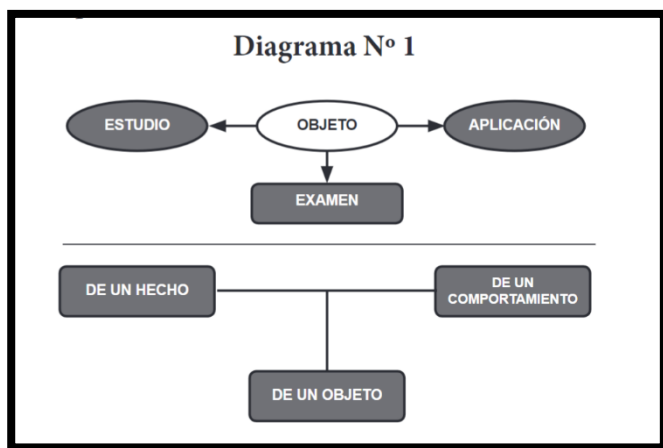 Diagrama Nº 1
ESTUDIO
OBJETO
APLICACIÓN
EXAMEN
DE UN HECHO
DE UN
COMPORTAMIENTO
DE UN OBJETO